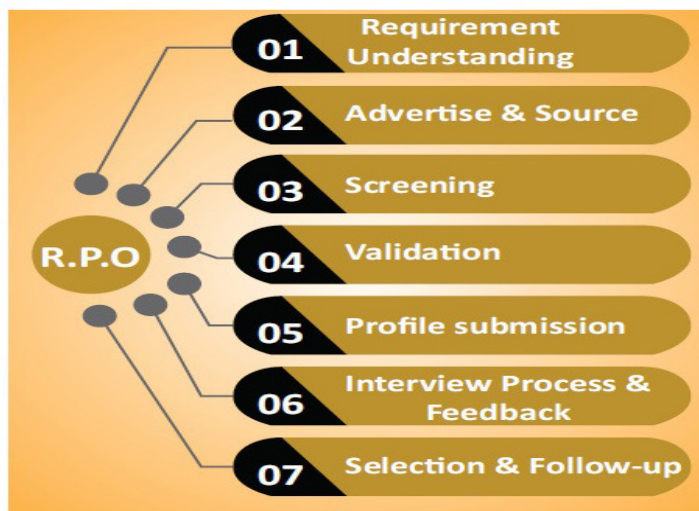 01
Requirement
Understanding
02
Advertise & Source
03
Screening
R.P.O
04
Validation
05
Profile submission
06
Interview Process &
Feedback
07
Selection & Follow-up